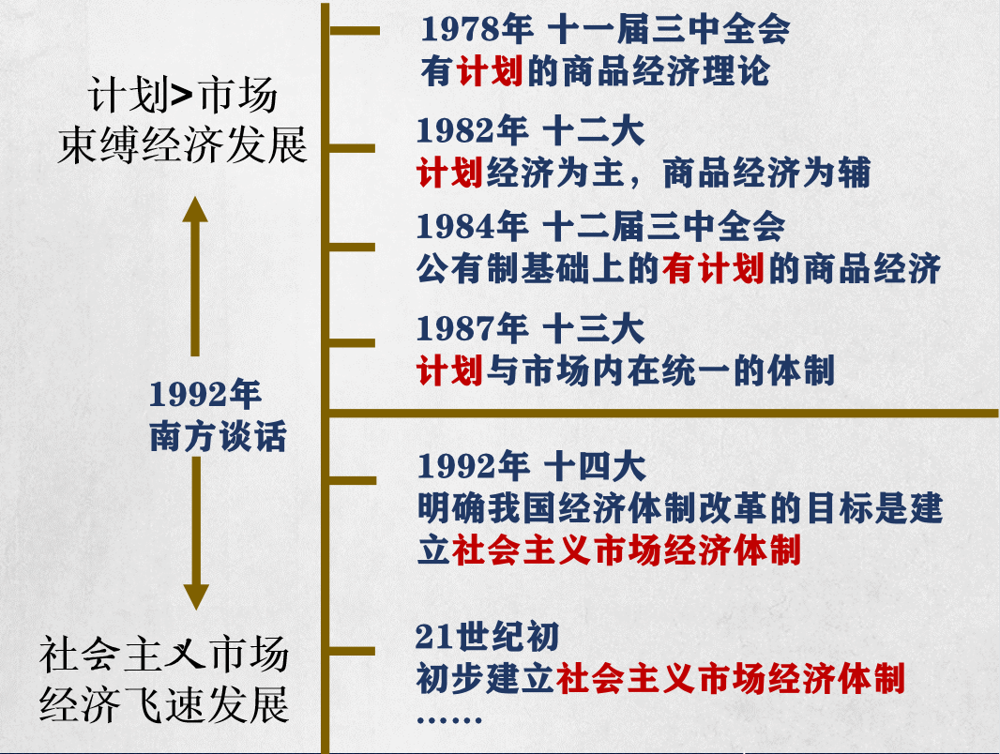 计划>市场
束缚经济发展
1992年
南方谈话
社会主义市场
经济飞速发展
1978年 十一届三中全会
有计划的商品经济理论
1982年 十二大
计划经济为主，商品经济为辅
1984年 十二届三中全会
公有制基础上的有计划的商品经济
1987年 十三大
计划与市场内在统一的体制
1992年 十四大
明确我国经济体制改革的目标是建
立社会主义市场经济体制
21世纪初
初步建立社会主义市场经济体制
……